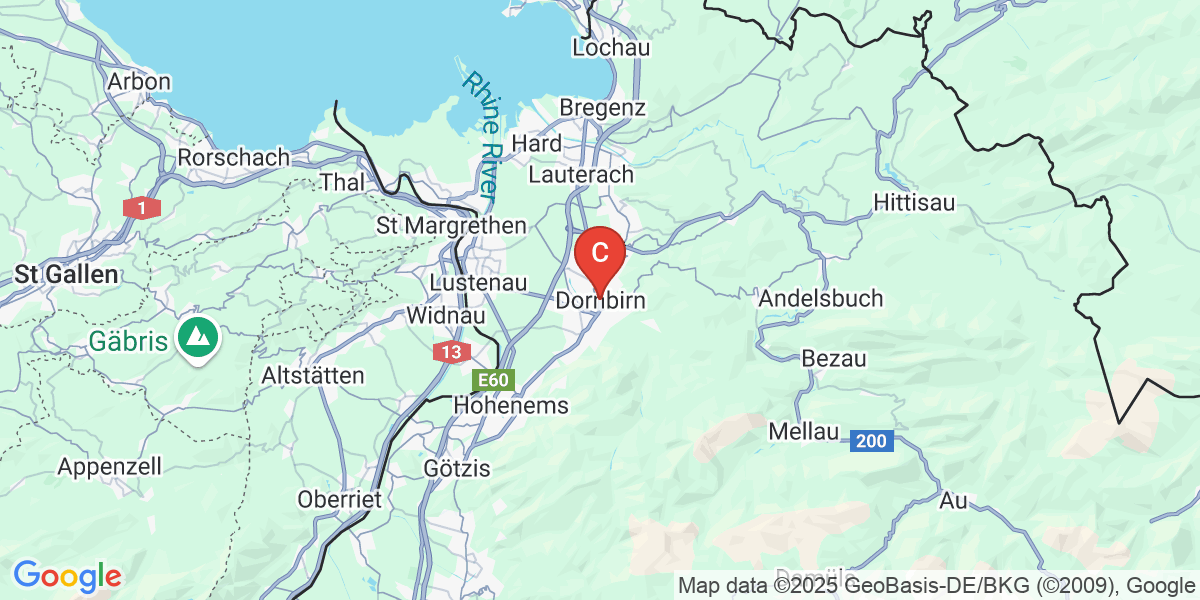 Lochau
Arbon
Bregenz
Rhine River
Hard
Rorschach
Lauterach
Thal
Hittisau
1
St Margrethen
C
St Gallen
Lustenau
Dornbirn
Andelsbuch
Widnau
Gäbris
13
Bezau
Altstätten
E60
Hohenems
Mellau
200
Appenzell
Götzis
Oberriet
Au
Google
Map data ©2025 GeoBasis-DE/BKG (©2009), Google